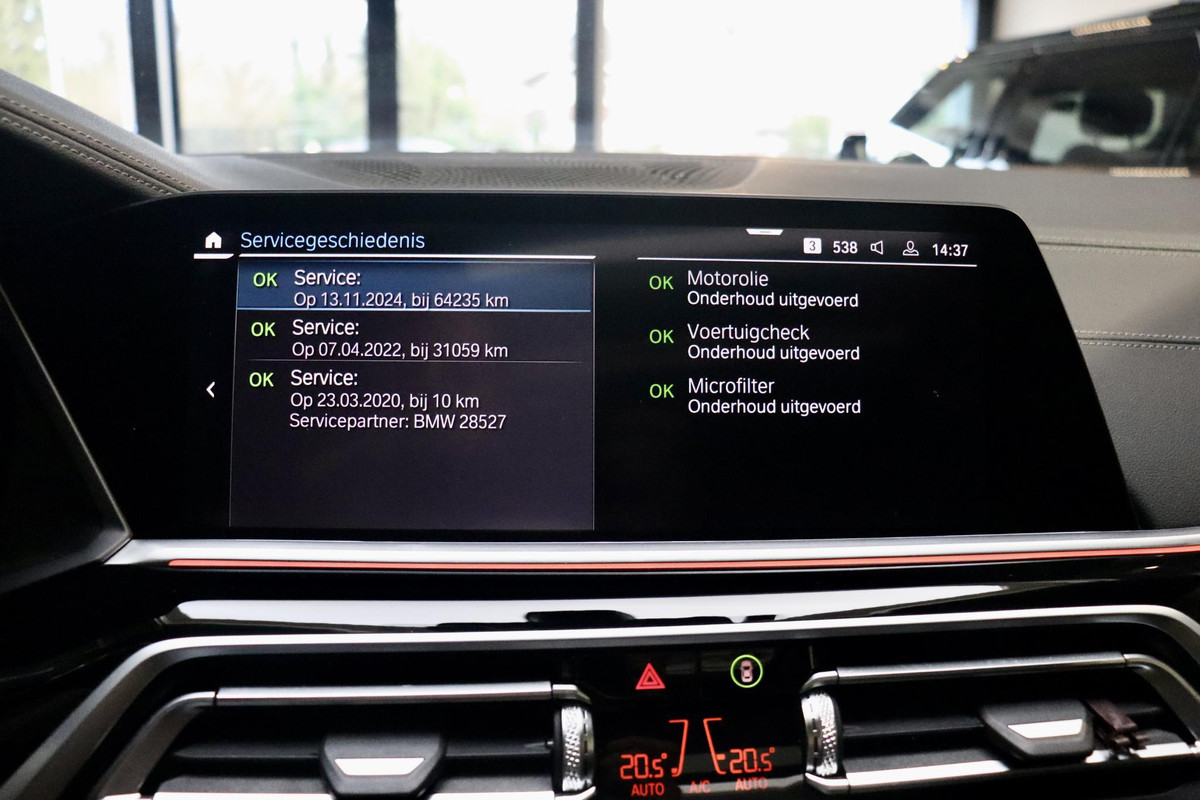 Servicegeschiedenis
3 538 14:37
OK Service:
Op 13.11.2024, bij 64235 km
OK Service:
Op 07.04.2022, bij 31059 km
OK Service:
Op 23.03.2020, bij 10 km
Servicepartner: BMW 28527
OK Motorolie
Onderhoud uitgevoerd
OK Voertuigcheck
Onderhoud uitgevoerd
OK Microfilter
Onderhoud uitgevoerd
20.5° 20.5°
AUTO A/C AUTO